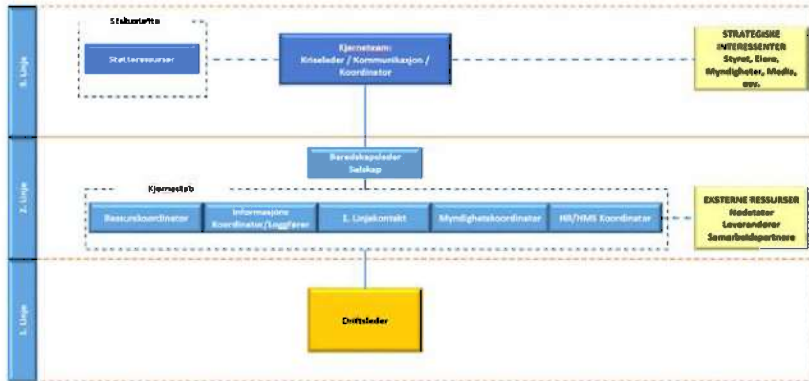 3. Linje
Støtteressurser
Kjerneteam:
Kriseleder / Kommunikasjon /
Koordinator
STRATEGISKE
INTERESSENTER
Styret, Eiere,
Myndigheter, Media,
osv.
2. Linje
Beredskapsleder
Selskap
Kjernestab
Ressurskoordinator
Informasjons
Koordinator/Loggfører
1. Linjekontakt
Myndighetskoordinator
HR/HMS Koordinator
EKSTERNE RESSURSER
Nødetater
Leverandører
Samarbeidspartnere
1. Linje
Driftsleder